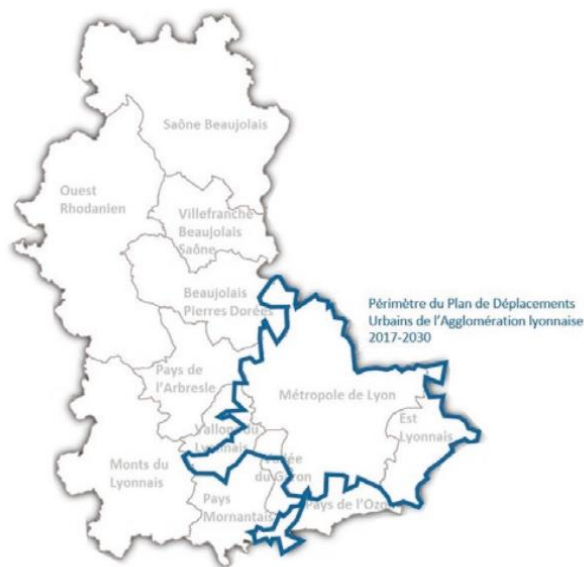 Saône Beaujolais
Ouest
Rhodanien
Villefranche
Beaujolais
Saône
Beaujolais
Pierres Dorées
Périmètre du Plan de Déplacements
Urbains de l'Agglomération lyonnaise
2017-2030
Pays de
l'Arbresle
Métropole de Lyon
Est
Lyonnais
Vallons du
Lyonnais
Monts du
Lyonnais
Vallée
du Garon
Pays
Mornantais
Pays de l'Ozon